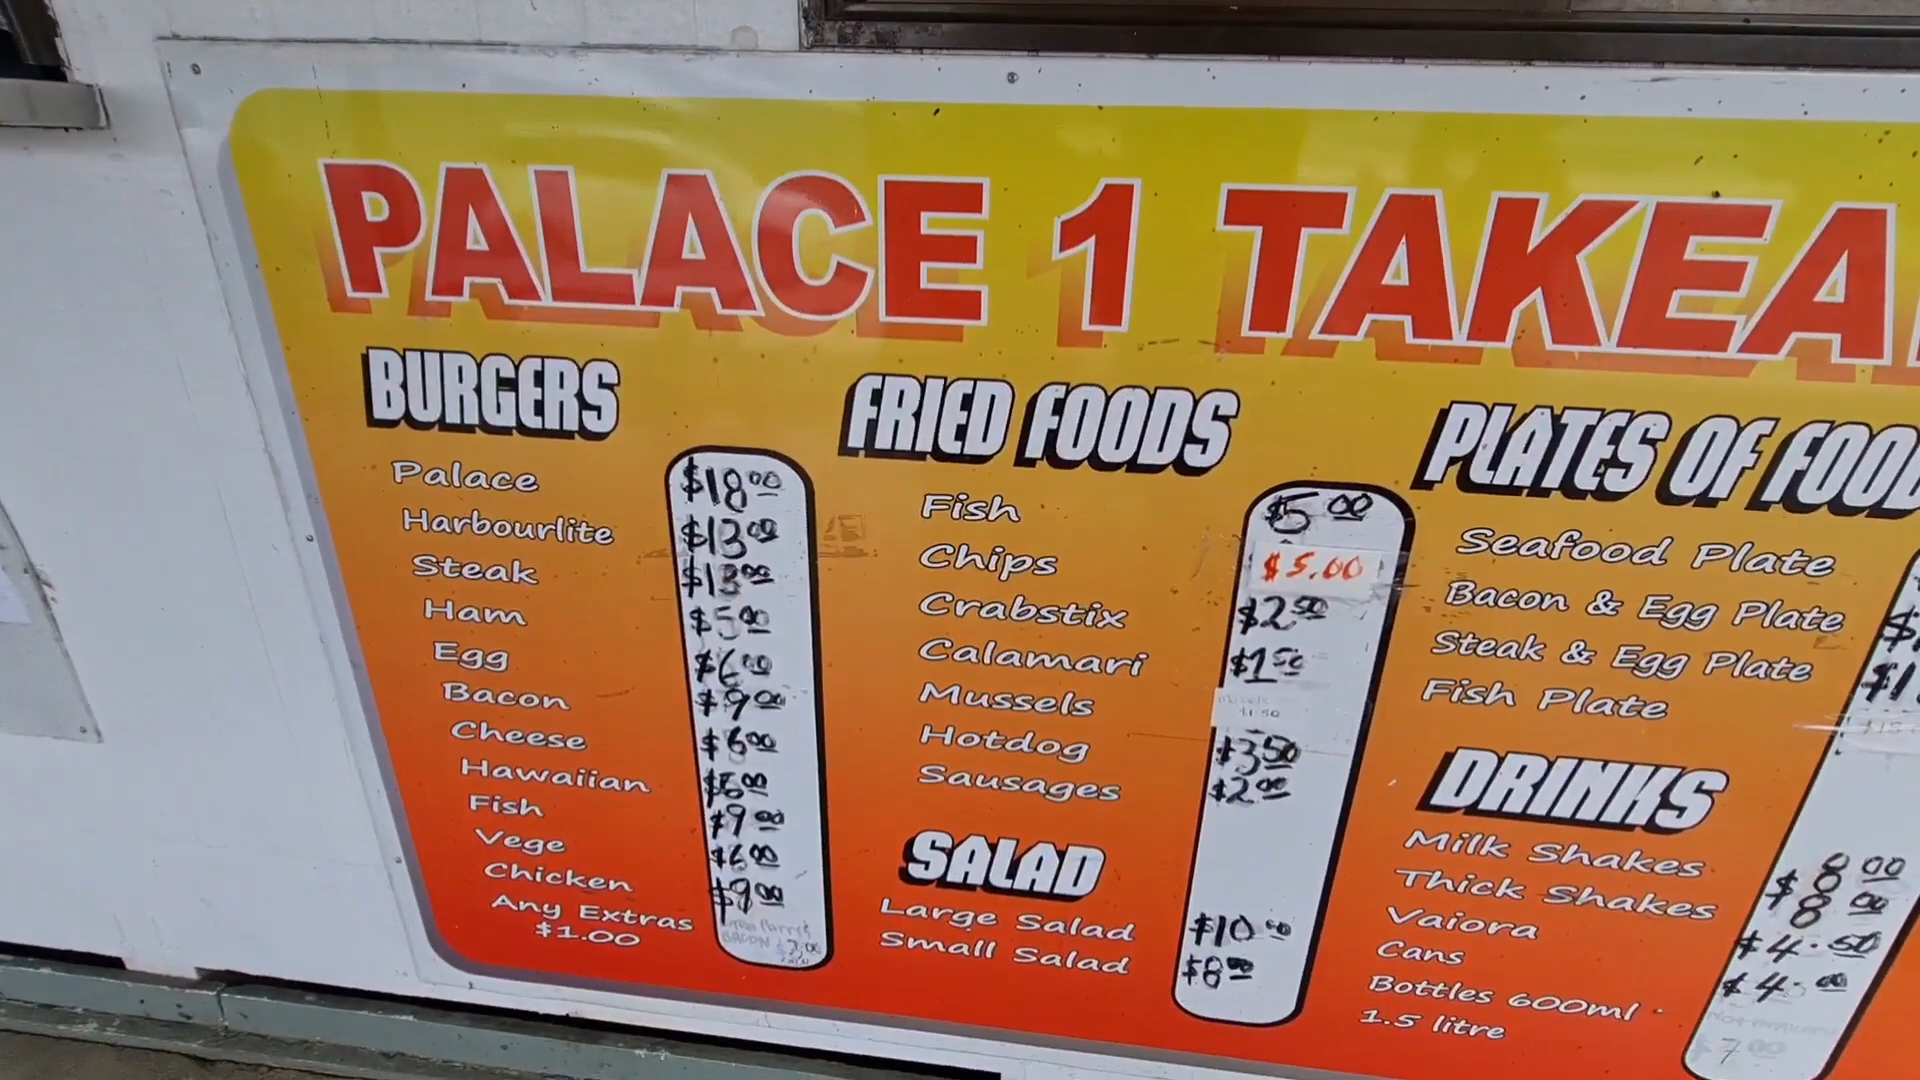 PALACE 1 TAKEA
BURGERS
Palace $18.00
Harbourlite $13.00
Steak $13.00
Ham $5.00
Egg $6.00
Bacon $9.00
Cheese $6.00
Hawaiian $6.00
Fish $9.00
Vege $6.00
Chicken $9.00
Any Extras
$1.00
BACON
FRIED FOODS
Fish $5.00
Chips $5.00
Crabstix $2.50
Calamari $1.50
Mussels $1.50
Hotdog $3.50
Sausages $2.00
SALAD
Large Salad $10.00
Small Salad $8.00
PLATES OF FOOD
Seafood Plate
Bacon & Egg Plate
Steak & Egg Plate
Fish Plate
DRINKS
Milk Shakes $8.00
Thick Shakes $8.00
Vaiora $4.50
Cans $4.00
Bottles 600ml
1.5 litre $7.00